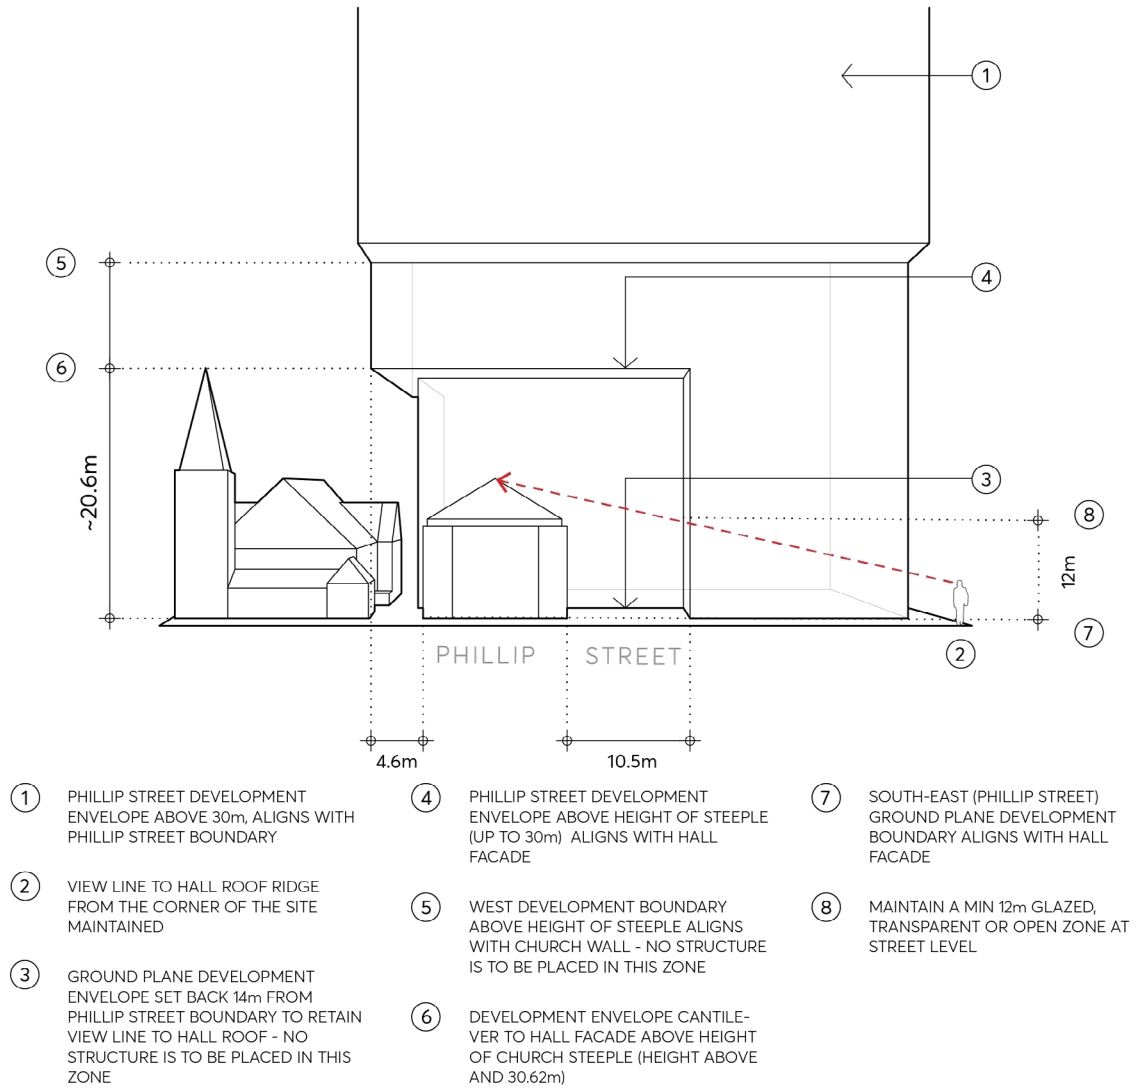 1
5
4
6
~20.6m
3
8
12m
7
2
PHILLIP STREET
4.6m
10.5m
1
PHILLIP STREET DEVELOPMENT
ENVELOPE ABOVE 30m, ALIGNS WITH
PHILLIP STREET BOUNDARY
2
VIEW LINE TO HALL ROOF RIDGE
FROM THE CORNER OF THE SITE
MAINTAINED
3
GROUND PLANE DEVELOPMENT
ENVELOPE SET BACK 14m FROM
PHILLIP STREET BOUNDARY TO RETAIN
VIEW LINE TO HALL ROOF - NO
STRUCTURE IS TO BE PLACED IN THIS
ZONE
4
PHILLIP STREET DEVELOPMENT
ENVELOPE ABOVE HEIGHT OF STEEPLE
(UP TO 30m) ALIGNS WITH HALL
FACADE
5
WEST DEVELOPMENT BOUNDARY
ABOVE HEIGHT OF STEEPLE ALIGNS
WITH CHURCH WALL - NO STRUCTURE
IS TO BE PLACED IN THIS ZONE
6
DEVELOPMENT ENVELOPE CANTILE-
VER TO HALL FACADE ABOVE HEIGHT
OF CHURCH STEEPLE (HEIGHT ABOVE
AND 30.62m)
7
SOUTH-EAST (PHILLIP STREET)
GROUND PLANE DEVELOPMENT
BOUNDARY ALIGNS WITH HALL
FACADE
8
MAINTAIN A MIN 12m GLAZED,
TRANSPARENT OR OPEN ZONE AT
STREET LEVEL